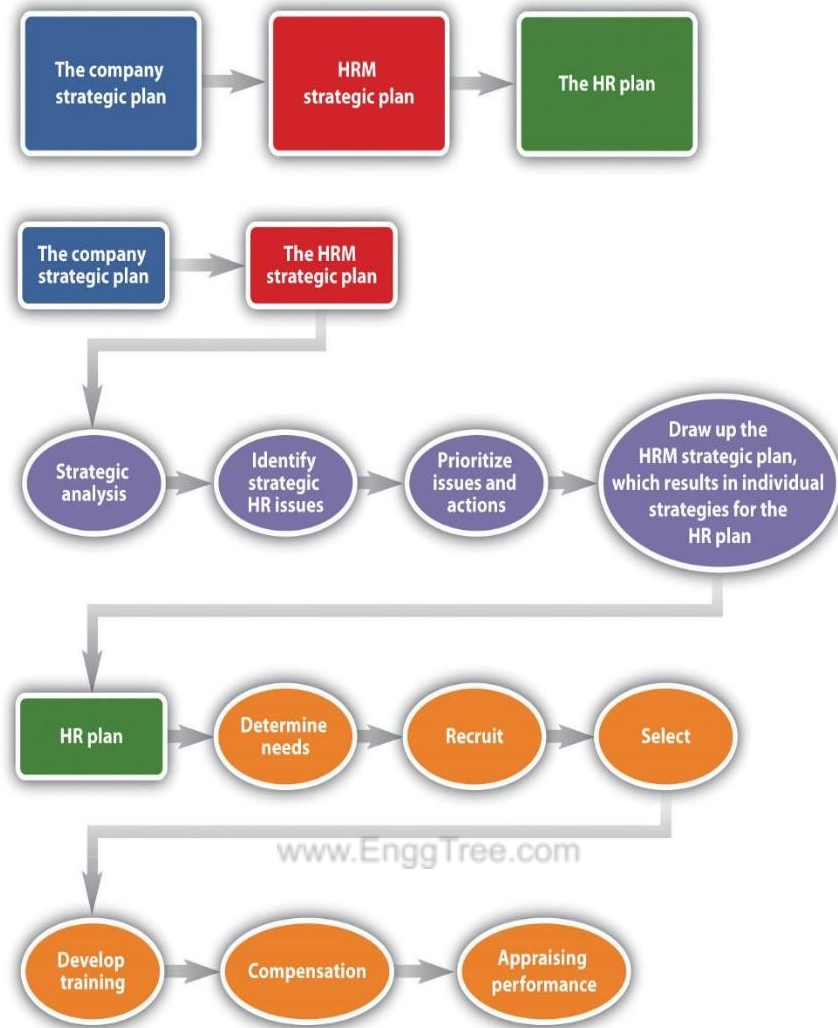 The company
strategic plan
HRM
strategic plan
The HR plan
The company
strategic plan
The HRM
strategic plan
Strategic
analysis
Identify
strategic
HR issues
Prioritize
issues and
actions
Draw up the
HRM strategic plan,
which results in individual
strategies for the
HR plan
HR plan
Determine
needs
Recruit
Select
www.EnggTree.com
Develop
training
Compensation
Appraising
performance